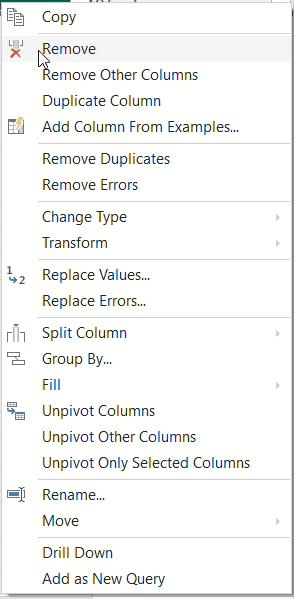 Copy
Remove
Remove Other Columns
Duplicate Column
Add Column From Examples...
Remove Duplicates
Remove Errors
Change Type
Transform
1 2
Replace Values...
Replace Errors...
Split Column
Group By...
Fill
Unpivot Columns
Unpivot Other Columns
Unpivot Only Selected Columns
Rename...
Move
Drill Down
Add as New Query